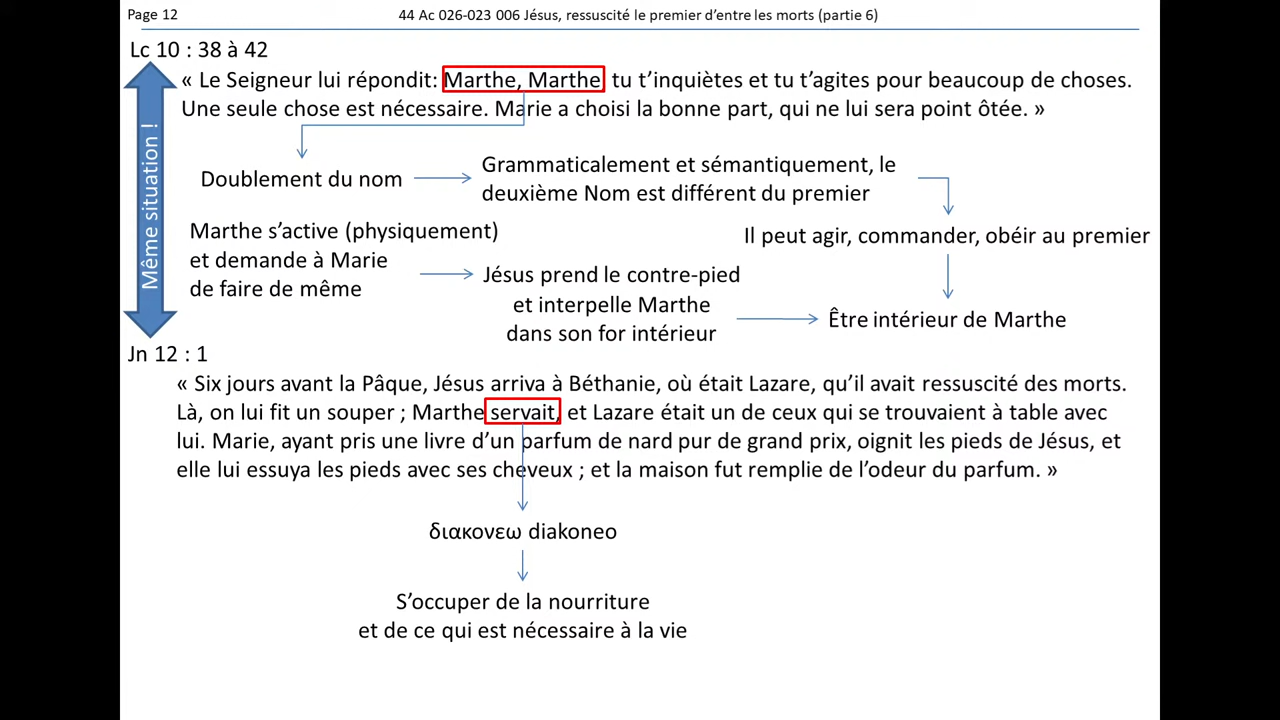 Page 12
44 Ac 026-023 006 Jésus, ressuscité le premier d’entre les morts (partie 6)
Lc 10 : 38 à 42
« Le Seigneur lui répondit: Marthe, Marthe, tu t’inquiètes et tu t’agites pour beaucoup de choses.
Une seule chose est nécessaire. Marie a choisi la bonne part, qui ne lui sera point ôtée. »
Même situation !
Doublement du nom
Grammaticalement et sémantiquement, le
deuxième Nom est différent du premier
Il peut agir, commander, obéir au premier
Marthe s’active (physiquement)
et demande à Marie
de faire de même
Jésus prend le contre-pied
et interpelle Marthe
dans son for intérieur
Être intérieur de Marthe
Jn 12 : 1
« Six jours avant la Pâque, Jésus arriva à Béthanie, où était Lazare, qu’il avait ressuscité des morts.
Là, on lui fit un souper ; Marthe servait, et Lazare était un de ceux qui se trouvaient à table avec
lui. Marie, ayant pris une livre d’un parfum de nard pur de grand prix, oignit les pieds de Jésus, et
elle lui essuya les pieds avec ses cheveux ; et la maison fut remplie de l’odeur du parfum. »
διακονεω diakoneo
S’occuper de la nourriture
et de ce qui est nécessaire à la vie